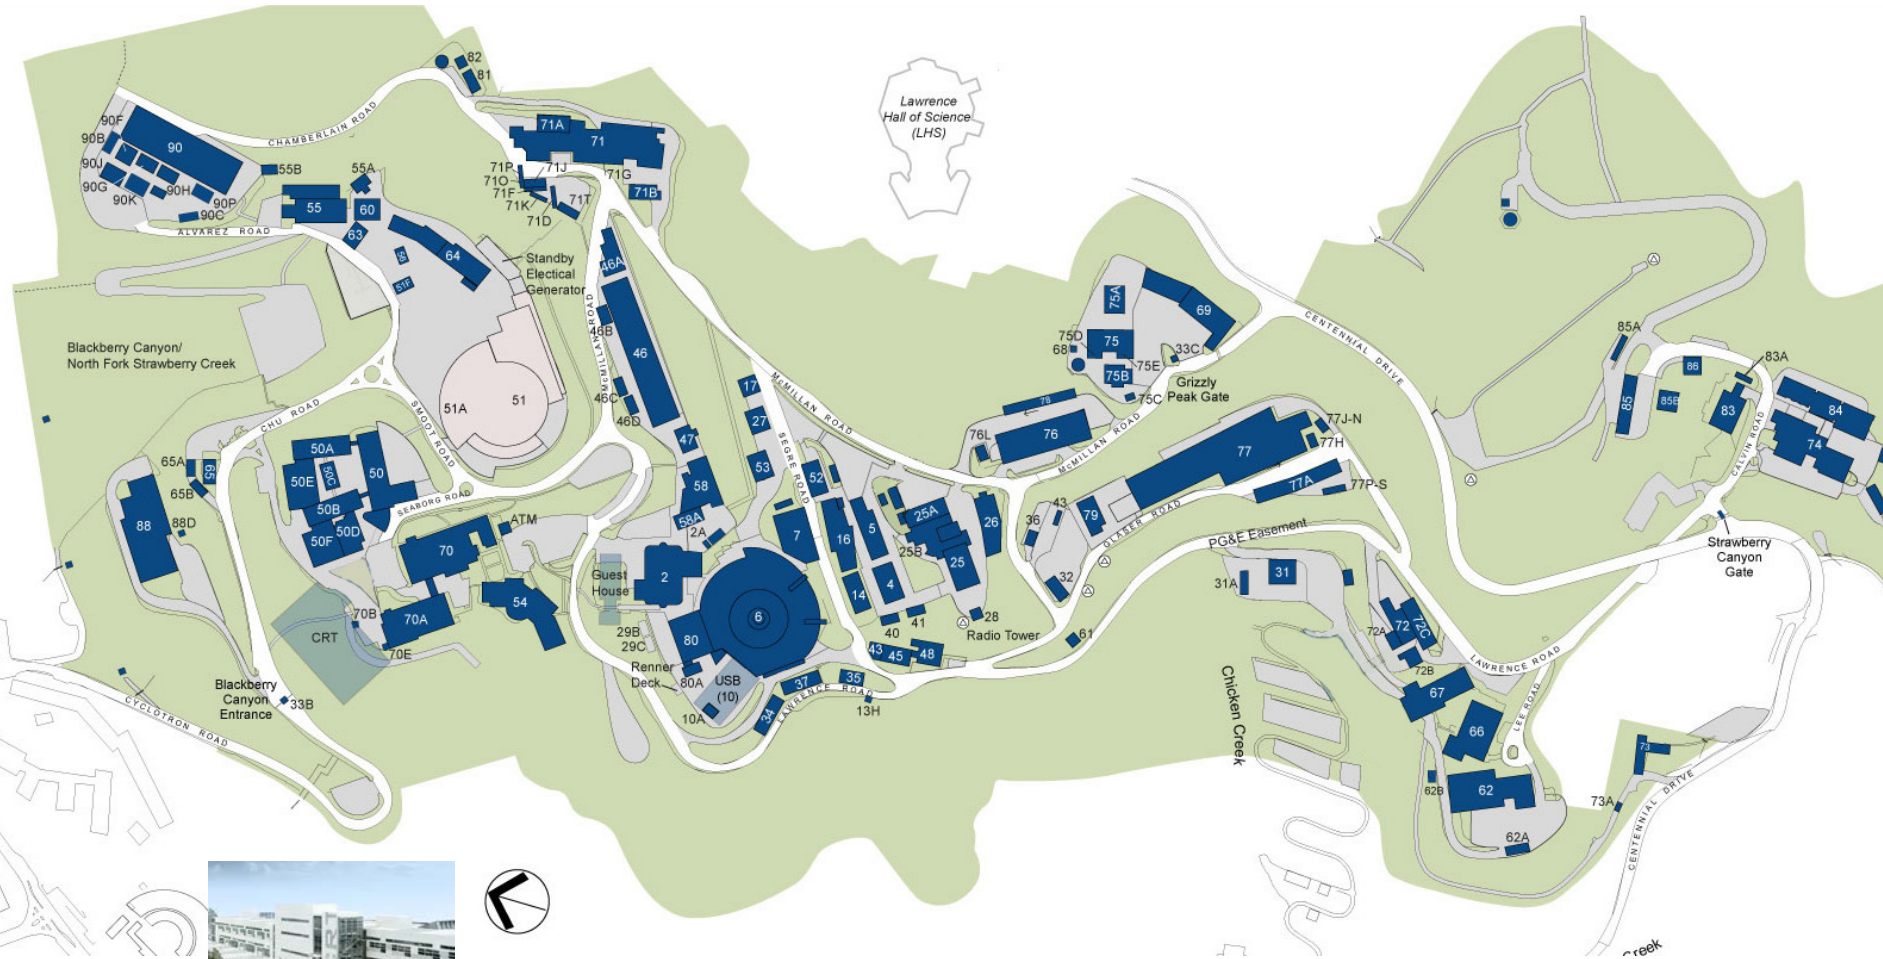 82
81
CHAMBERLAIN ROAD
90F
90B
90
90J
90G
90K
90H
90P
90C
ALVAREZ ROAD
55B
55A
55
60
63
56
51F
64
71A
71
71P
71J
71O
71F
71K
71D
71T
71G
71B
Lawrence
Hall of Science
(LHS)
Standby
Electical
Generator
46A
46B
46
46C
46D
McMILLAN ROAD
47
Blackberry Canyon/
North Fork Strawberry Creek
51A
51
CHU ROAD
SMOOT ROAD
SEABORG ROAD
50A
50
50E
50C
50B
50D
50F
65A
65
65B
88
88D
70
ATM
70A
70B
70E
54
CRT
Blackberry
Canyon
Entrance
33B
CYCLOTRON ROAD
17
27
53
58
58A
2A
2
Guest
House
29B
29C
Renner
Deck
80
80A
6
USB
(10)
10A
34
37
35
LAWRENCE ROAD
13H
SEGRE ROAD
McMILLAN ROAD
52
7
16
5
14
4
25A
25B
25
26
40
41
28
43
45
48
Radio Tower
61
75A
75D
68
75
75E
75B
75C
69
33C
Grizzly
Peak Gate
78
76
76L
McMILLAN ROAD
36
43
79
32
GLASER ROAD
77
77J-N
77H
77A
77P-S
PG&E Easement
CENTENNIAL DRIVE
31A
31
72A
72
72C
72B
LAWRENCE ROAD
67
66
LEE ROAD
62
62B
62A
Chicken Creek
73
73A
CENTENNIAL DRIVE
85A
85
85B
86
83A
83
84
74
CALVIN ROAD
Strawberry
Canyon
Gate
Creek